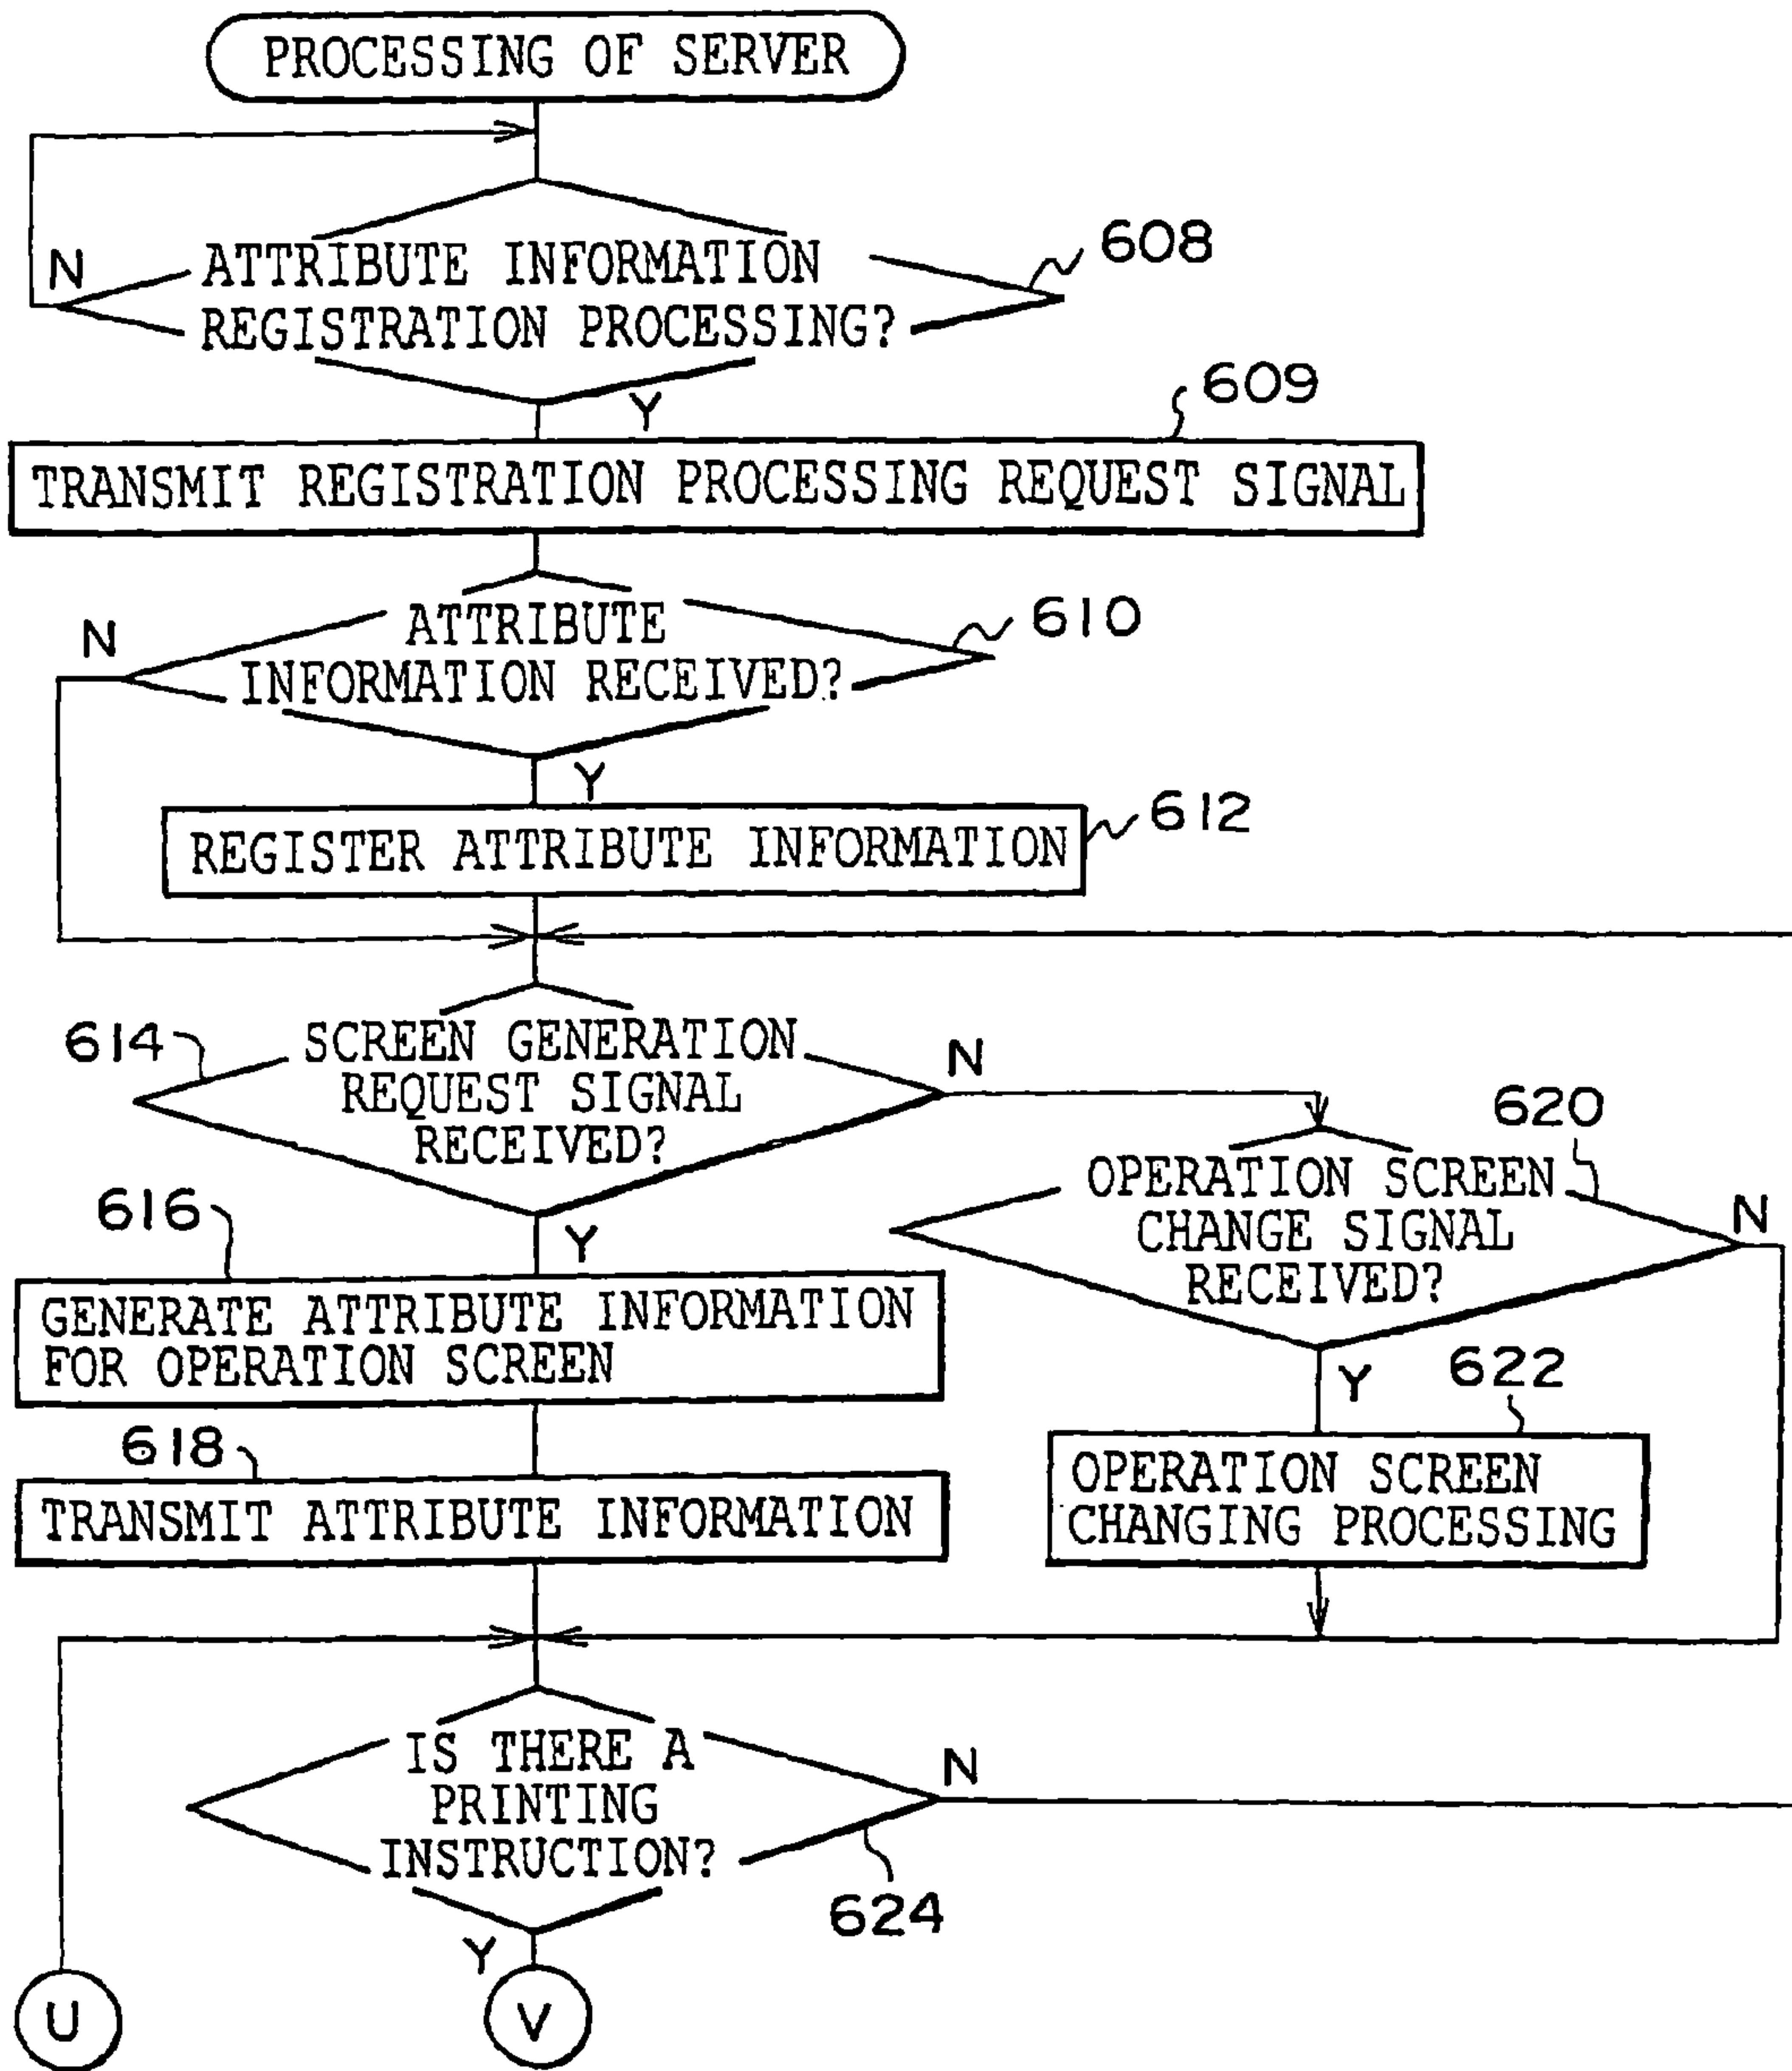 PROCESSING OF SERVER
N
ATTRIBUTE INFORMATION
REGISTRATION PROCESSING?
608
Y
609
TRANSMIT REGISTRATION PROCESSING REQUEST SIGNAL
N
ATTRIBUTE
INFORMATION RECEIVED?
610
Y
REGISTER ATTRIBUTE INFORMATION
612
614
SCREEN GENERATION
REQUEST SIGNAL
RECEIVED?
N
Y
620
OPERATION SCREEN
CHANGE SIGNAL
RECEIVED?
N
Y
616
GENERATE ATTRIBUTE INFORMATION
FOR OPERATION SCREEN
622
OPERATION SCREEN
CHANGING PROCESSING
618
TRANSMIT ATTRIBUTE INFORMATION
IS THERE A
PRINTING
INSTRUCTION?
N
624
Y
U
V